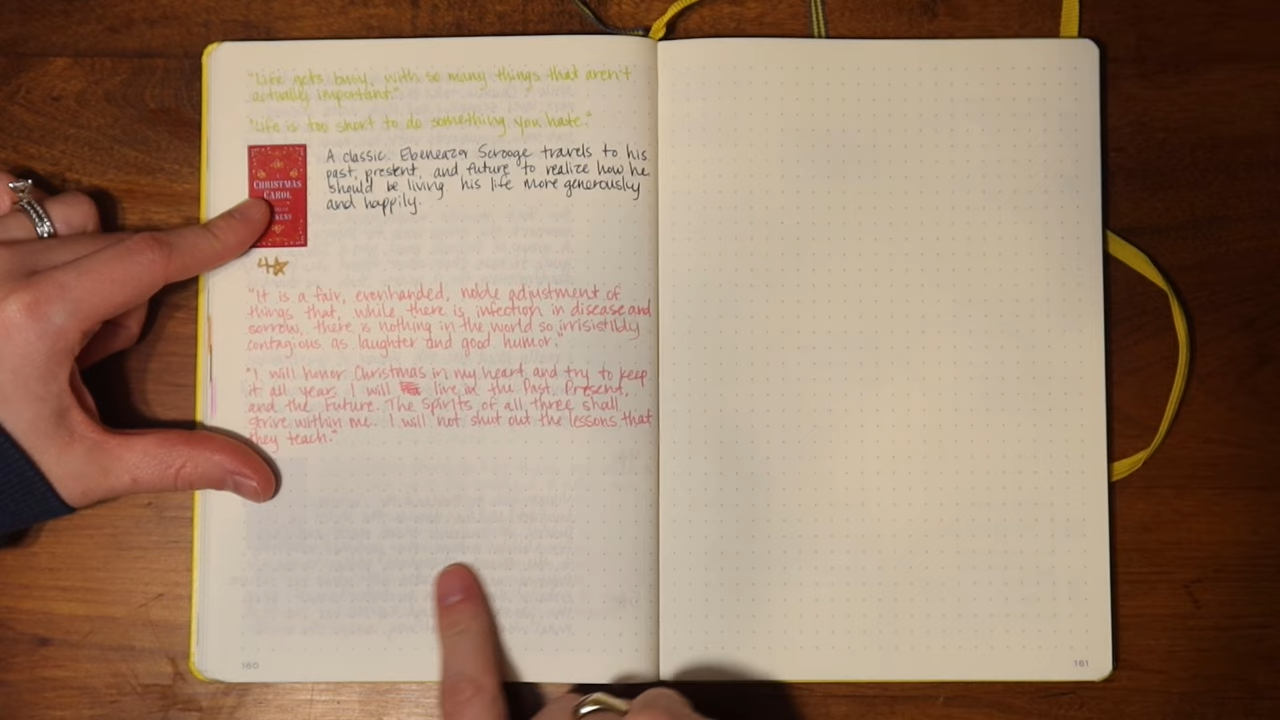 "Life gets busy, with so many things that aren't
actually important."
"Life is too short to do something you hate."
A classic. Ebeneazor Scrooge travels to his
past, present, and future to realize how he
should be living his life more generously
and happily.
CHRISTMAS
CAROL
4☆
"It is a fair, evenhanded, noble adjustment of
things that, while there is infection in disease and
sorrow, there is nothing in the world so irrisistibly
contagious as laughter and good humor."
"I will honor Christmas in my heart, and try to keep
it all year. I will live in the Past, Present,
and the Future. The Spirits of all three shall
strive within me. I will not shut out the lessons that
they teach."
160
161